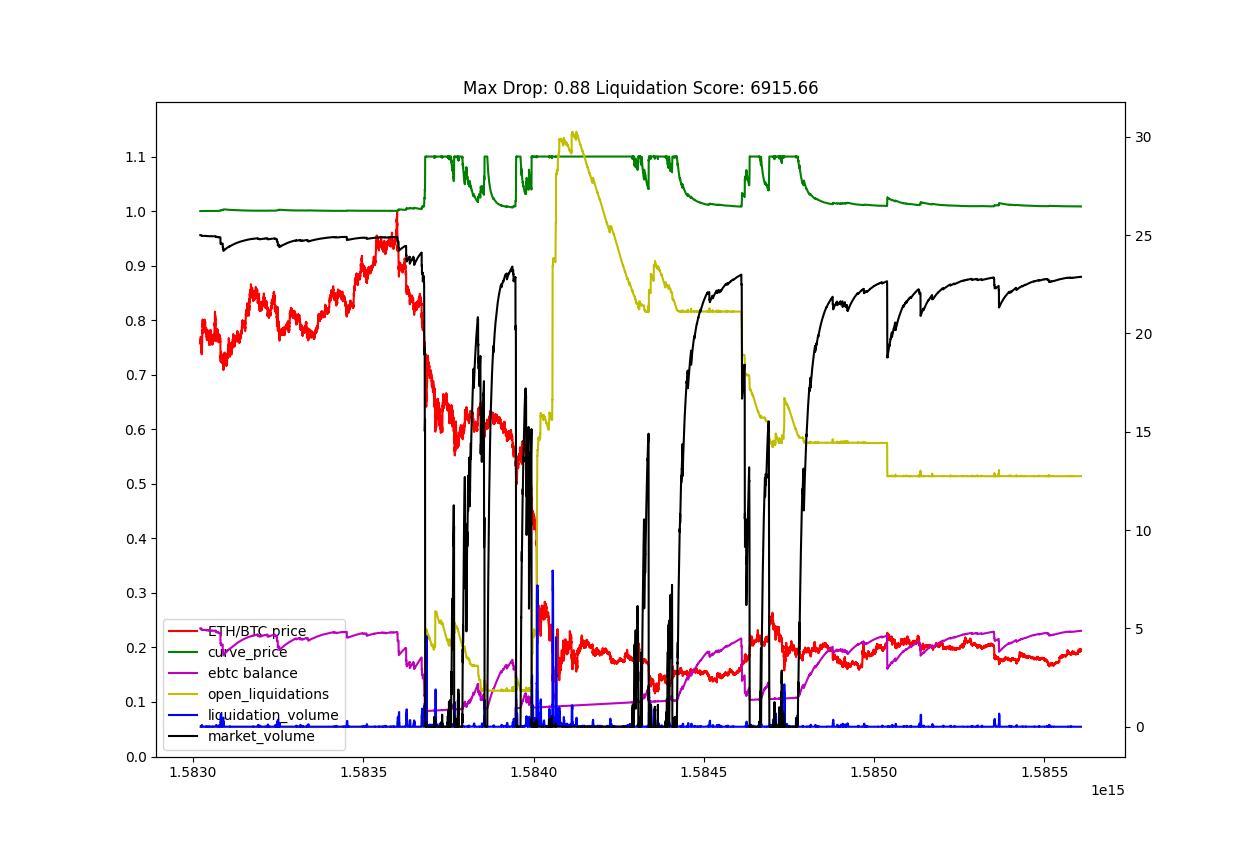 Max Drop: 0.88 Liquidation Score: 6915.66
1.1
1.0
0.9
0.8
0.7
0.6
0.5
0.4
0.3
0.2
0.1
0.0
30
25
20
15
10
5
0
ETH/BTC price
curve_price
ebtc balance
open_liquidations
liquidation_volume
market_volume
1.5830 1.5835 1.5840 1.5845 1.5850 1.5855
1e15